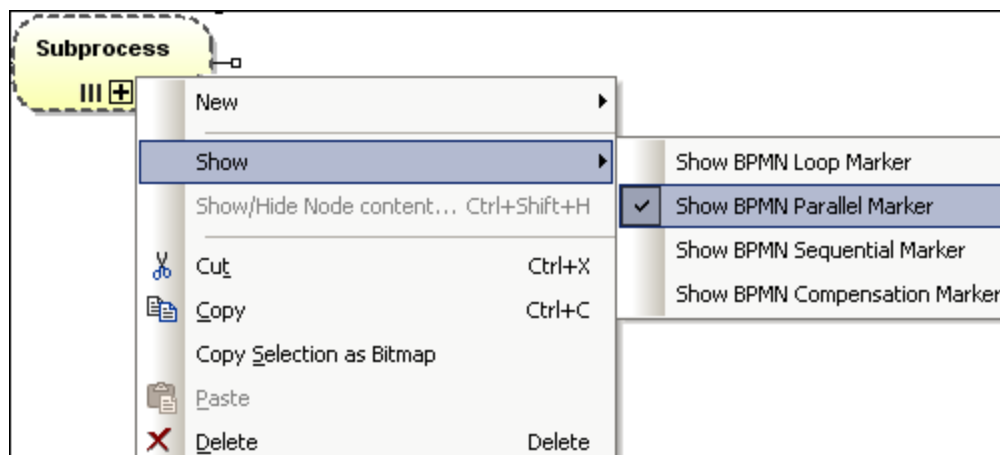 Subprocess
New
Show
Show BPMN Loop Marker
Show/Hide Node content... Ctrl+Shift+H
Show BPMN Parallel Marker
Show BPMN Sequential Marker
Cut Ctrl+X
Show BPMN Compensation Marker
Copy Ctrl+C
Copy Selection as Bitmap
Paste
Delete Delete